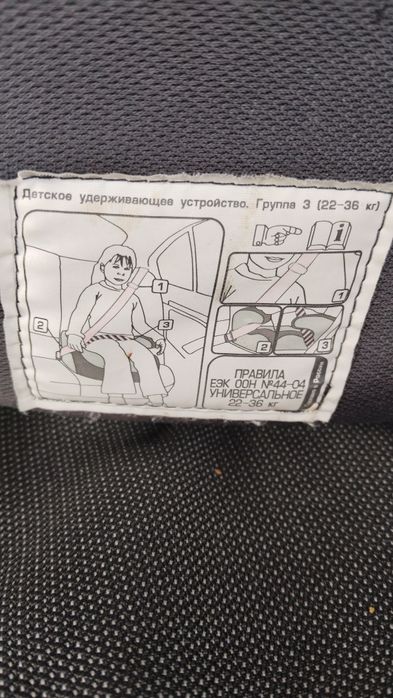 Детское удерживающее устройство. Группа 3 (22-36 кг)
1
2
3
i
1
2
3
ПРАВИЛА
ЕЭК ООН №44-04
УНИВЕРСАЛЬНОЕ
22-36 кг